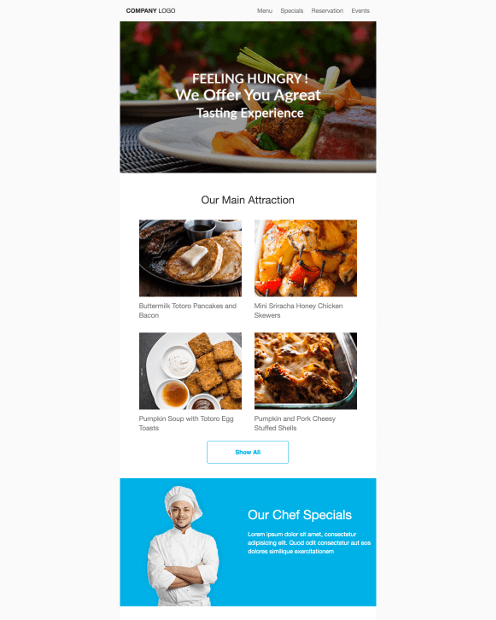 COMPANY LOGO
Menu Specials Reservation Events
FEELING HUNGRY !
We Offer You Agreat
Tasting Experience
Our Main Attraction
Buttermilk Totoro Pancakes and
Bacon
Mini Sriracha Honey Chicken
Skewers
Pumpkin Soup with Totoro Egg
Toasts
Pumpkin and Pork Cheesy
Stuffed Shells
Show All
Our Chef Specials
Lorem ipsum dolor sit amet, consectetur
adipisicing elit. Quod odit consectetur aut eos
dolores similique exercitationem